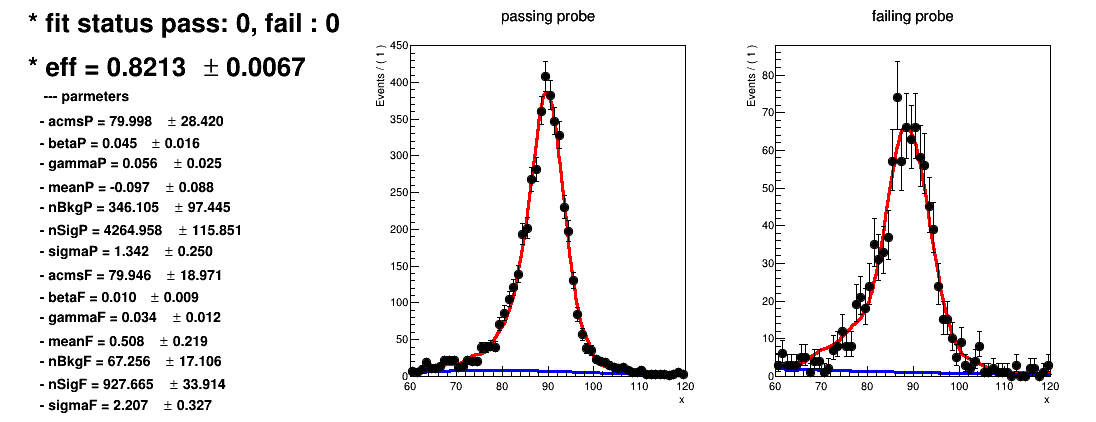 * fit status pass: 0, fail : 0
* eff = 0.8213 ± 0.0067
--- parmeters
- acmsP = 79.998 ± 28.420
- betaP = 0.045 ± 0.016
- gammaP = 0.056 ± 0.025
- meanP = -0.097 ± 0.088
- nBkgP = 346.105 ± 97.445
- nSigP = 4264.958 ± 115.851
- sigmaP = 1.342 ± 0.250
- acmsF = 79.946 ± 18.971
- betaF = 0.010 ± 0.009
- gammaF = 0.034 ± 0.012
- meanF = 0.508 ± 0.219
- nBkgF = 67.256 ± 17.106
- nSigF = 927.665 ± 33.914
- sigmaF = 2.207 ± 0.327
passing probe
Events / ( 1 )
450
400
350
300
250
200
150
100
50
0
60 70 80 90 100 110 120
x
failing probe
Events / ( 1 )
80
70
60
50
40
30
20
10
0
60 70 80 90 100 110 120
x